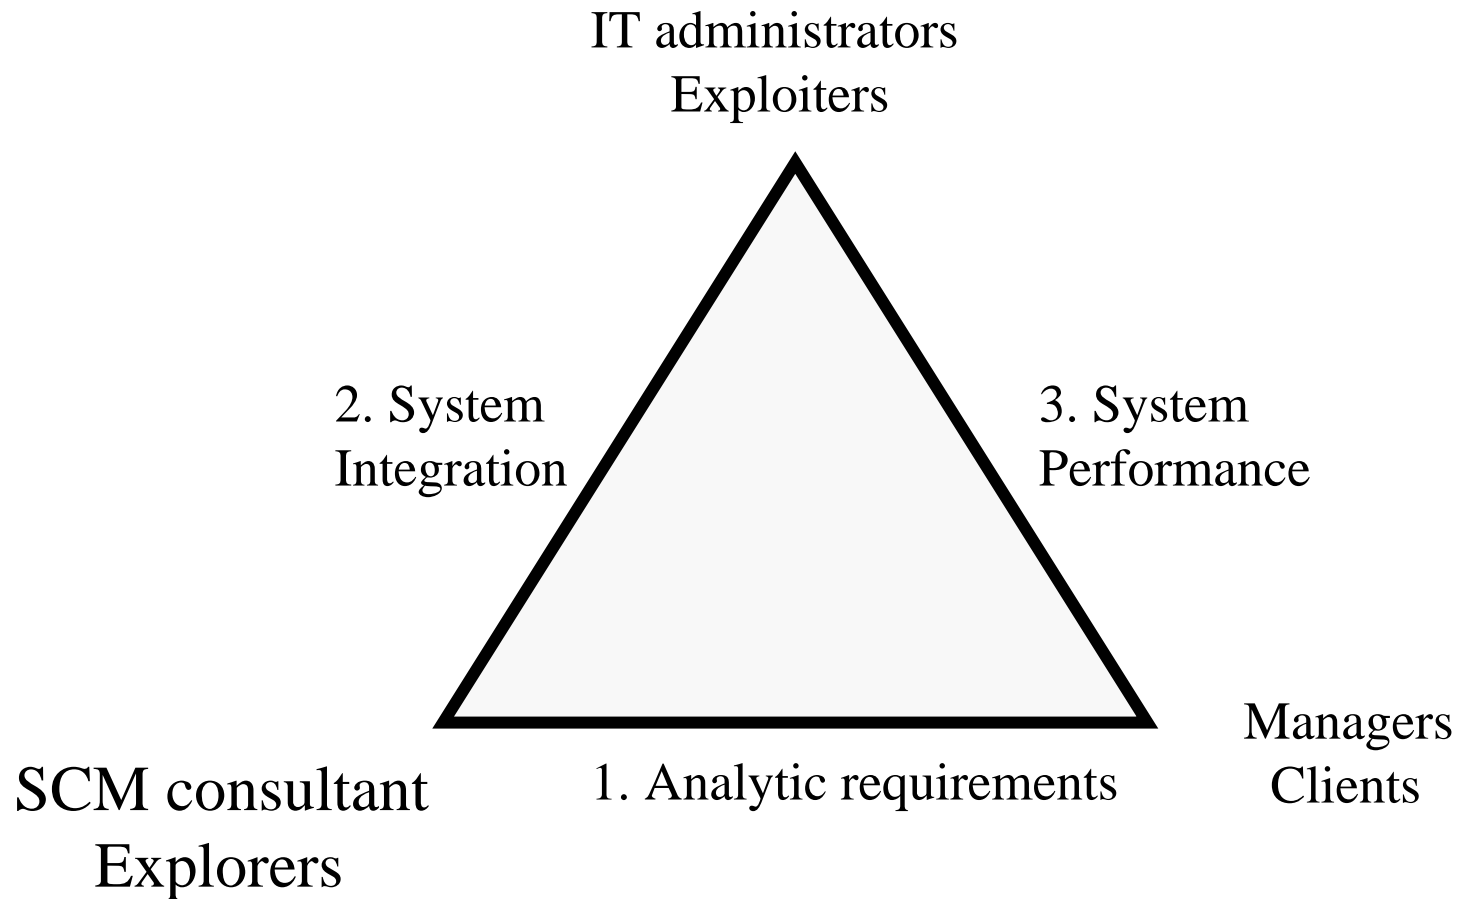 IT administrators
Exploiters
2. System
Integration
3. System
Performance
Managers
Clients
1. Analytic requirements
SCM consultant
Explorers